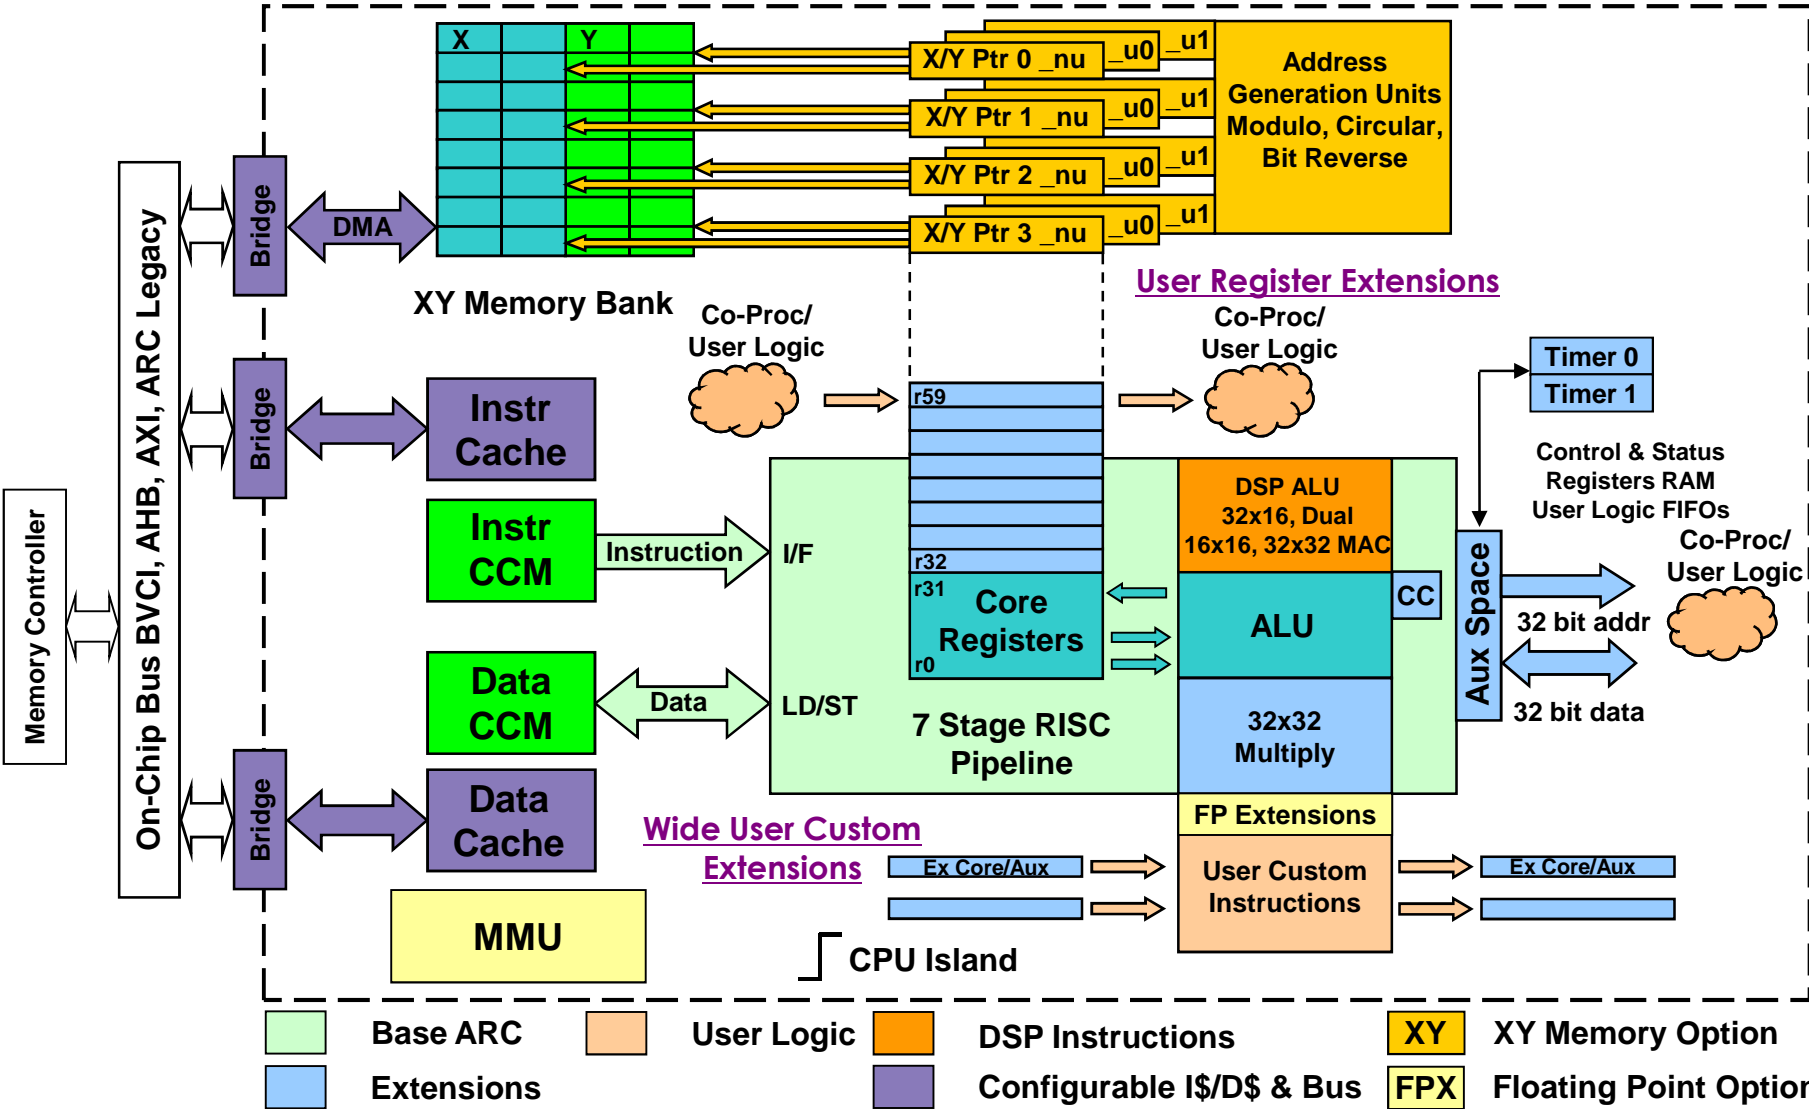 X
Y
X/Y Ptr 0 _nu
_u0
_u1
X/Y Ptr 1 _nu
_u0
_u1
X/Y Ptr 2 _nu
_u0
_u1
X/Y Ptr 3 _nu
_u0
_u1
Address
Generation Units
Modulo, Circular,
Bit Reverse
Memory Controller
On-Chip Bus BVCI, AHB, AXI, ARC Legacy
Bridge
DMA
XY Memory Bank
User Register Extensions
Co-Proc/
User Logic
Co-Proc/
User Logic
Timer 0
Timer 1
Bridge
Instr
Cache
r59
Control & Status
Registers RAM
User Logic FIFOs
Instr
CCM
Instruction
I/F
r32
r31
Core
Registers
r0
DSP ALU
32x16, Dual
16x16, 32x32 MAC
ALU
CC
Aux Space
Co-Proc/
User Logic
32 bit addr
32 bit data
Data
CCM
Data
LD/ST
7 Stage RISC
Pipeline
32x32
Multiply
Bridge
Data
Cache
FP Extensions
Wide User Custom
Extensions
Ex Core/Aux
User Custom
Instructions
Ex Core/Aux
MMU
CPU Island
Base ARC
User Logic
DSP Instructions
XY
XY Memory Option
Extensions
Configurable I$/D$ & Bus
FPX
Floating Point Option